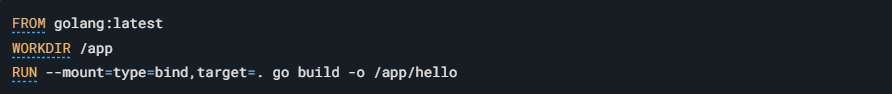 FROM golang:latest
WORKDIR /app
RUN --mount=type=bind,target=. go build -o /app/hello